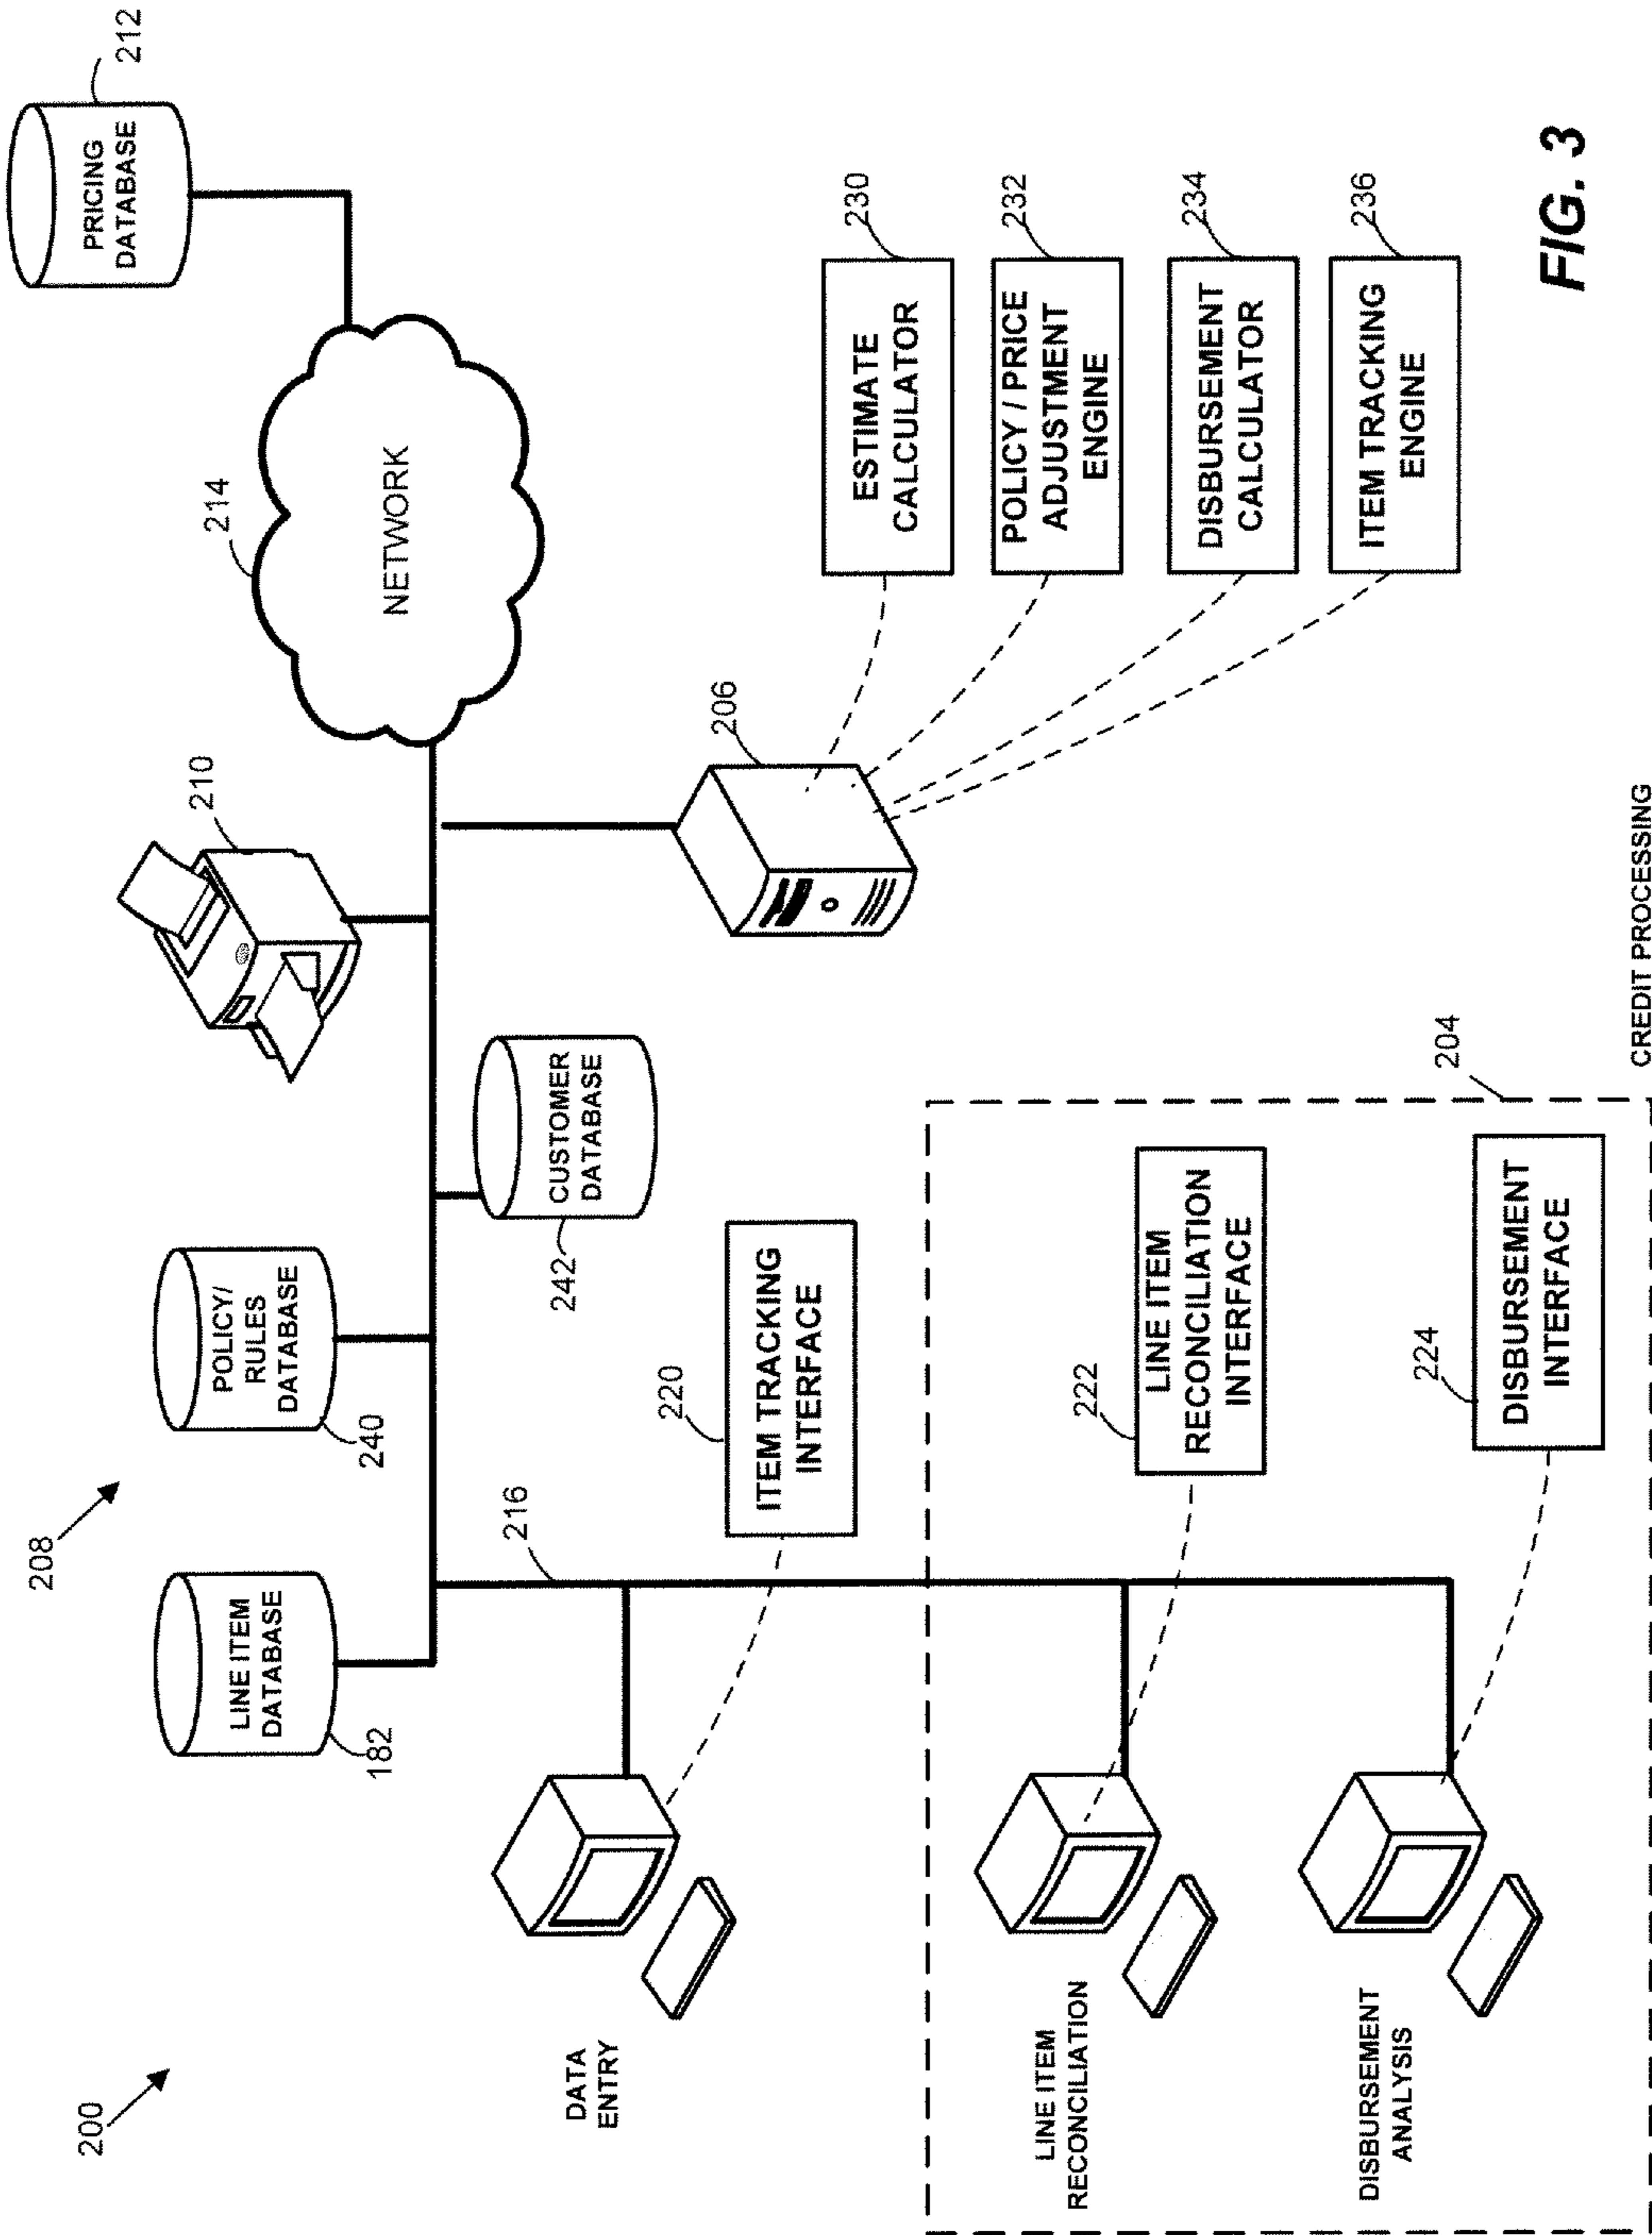 200
208
LINE ITEM
DATABASE
182
POLICY/
RULES
DATABASE
240
CUSTOMER
DATABASE
242
210
214
NETWORK
PRICING
DATABASE
212
216
DATA
ENTRY
220
ITEM TRACKING
INTERFACE
206
ESTIMATE
CALCULATOR
230
POLICY / PRICE
ADJUSTMENT
ENGINE
232
DISBURSEMENT
CALCULATOR
234
ITEM TRACKING
ENGINE
236
LINE ITEM
RECONCILIATION
222
LINE ITEM
RECONCILIATION
INTERFACE
204
DISBURSEMENT
ANALYSIS
224
DISBURSEMENT
INTERFACE
CREDIT PROCESSING
FIG. 3